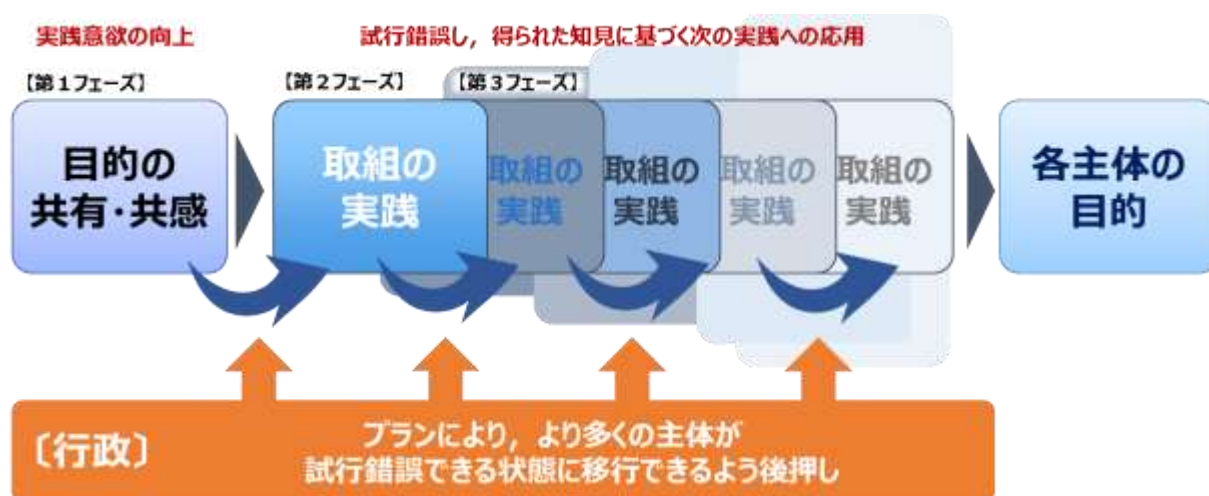 実践意欲の向上
試行錯誤し，得られた知見に基づく次の実践への応用
【第１フェーズ】
【第２フェーズ】
【第３フェーズ】
目的の
共有・共感
取組の
実践
取組の
実践
取組の
実践
取組の
実践
取組の
実践
各主体の
目的
〔行政〕
プランにより，より多くの主体が
試行錯誤できる状態に移行できるよう後押し